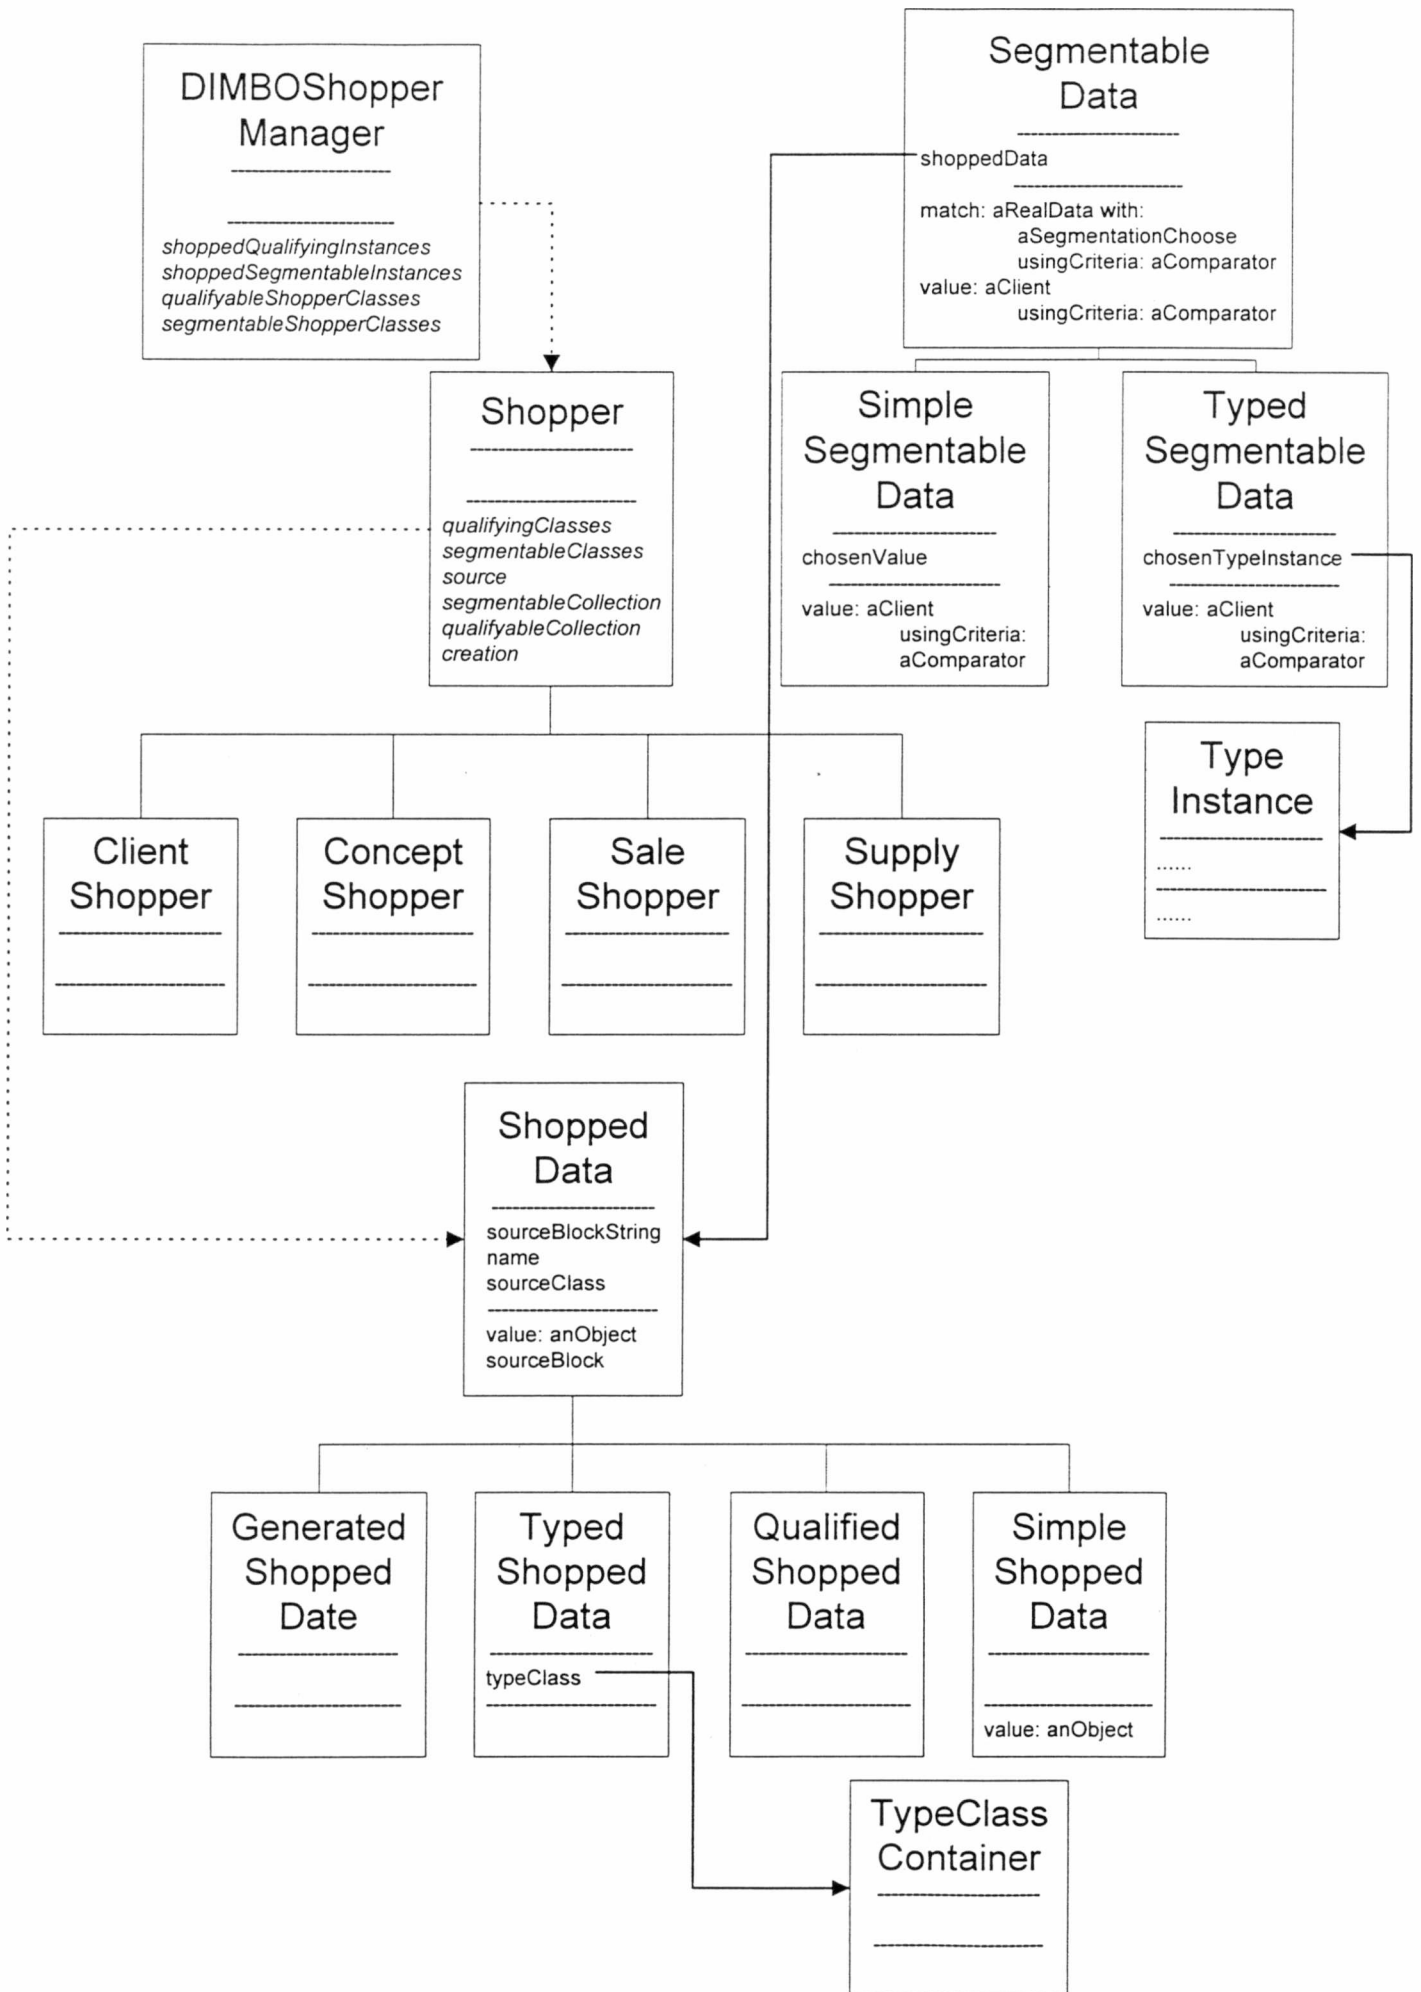 DIMBOShopper
Manager
shoppedQualifyingInstances
shoppedSegmentableInstances
qualifyableShopperClasses
segmentableShopperClasses
Segmentable
Data
shoppedData
match: aRealData with:
aSegmentationChoose
usingCriteria: aComparator
value: aClient
usingCriteria: aComparator
Shopper
qualifyingClasses
segmentableClasses
source
segmentableCollection
qualifyableCollection
creation
Simple
Segmentable
Data
chosenValue
value: aClient
usingCriteria:
aComparator
Typed
Segmentable
Data
chosenTypeInstance
value: aClient
usingCriteria:
aComparator
Type
Instance
......
......
Client
Shopper
Concept
Shopper
Sale
Shopper
Supply
Shopper
Shopped
Data
sourceBlockString
name
sourceClass
value: anObject
sourceBlock
Generated
Shopped
Date
Typed
Shopped
Data
typeClass
Qualified
Shopped
Data
Simple
Shopped
Data
value: anObject
TypeClass
Container